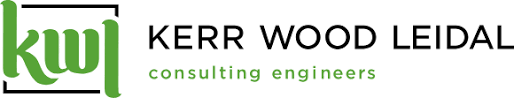 kwl
KERR WOOD LEIDAL
consulting engineers